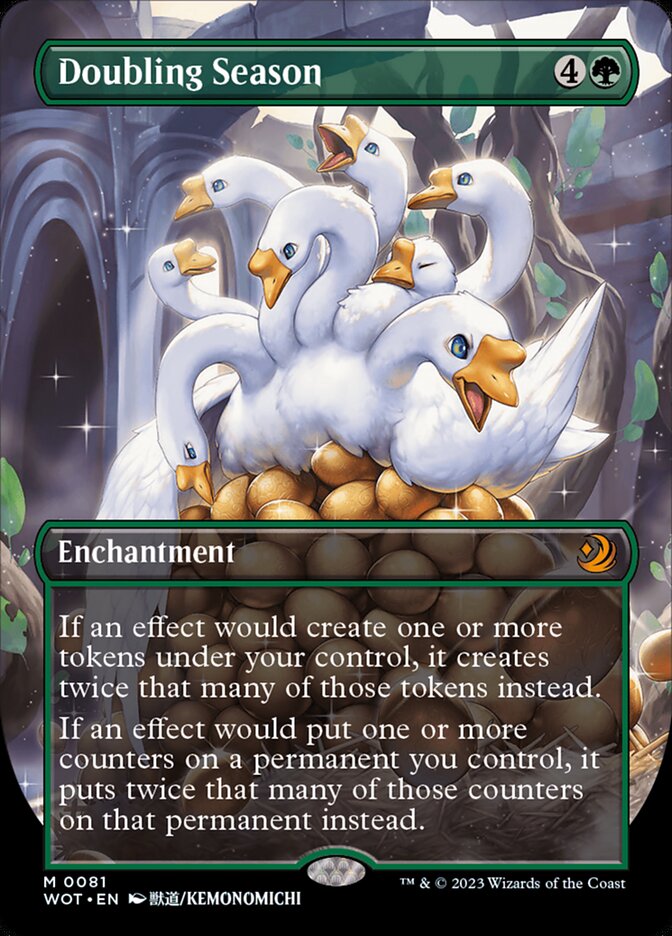 Doubling Season 4
Enchantment
If an effect would create one or more
tokens under your control, it creates
twice that many of those tokens instead.
If an effect would put one or more
counters on a permanent you control, it
puts twice that many of those counters
on that permanent instead.
M 0081
WOT • EN 獣道/KEMONOMICHI
™ & © 2023 Wizards of the Coast